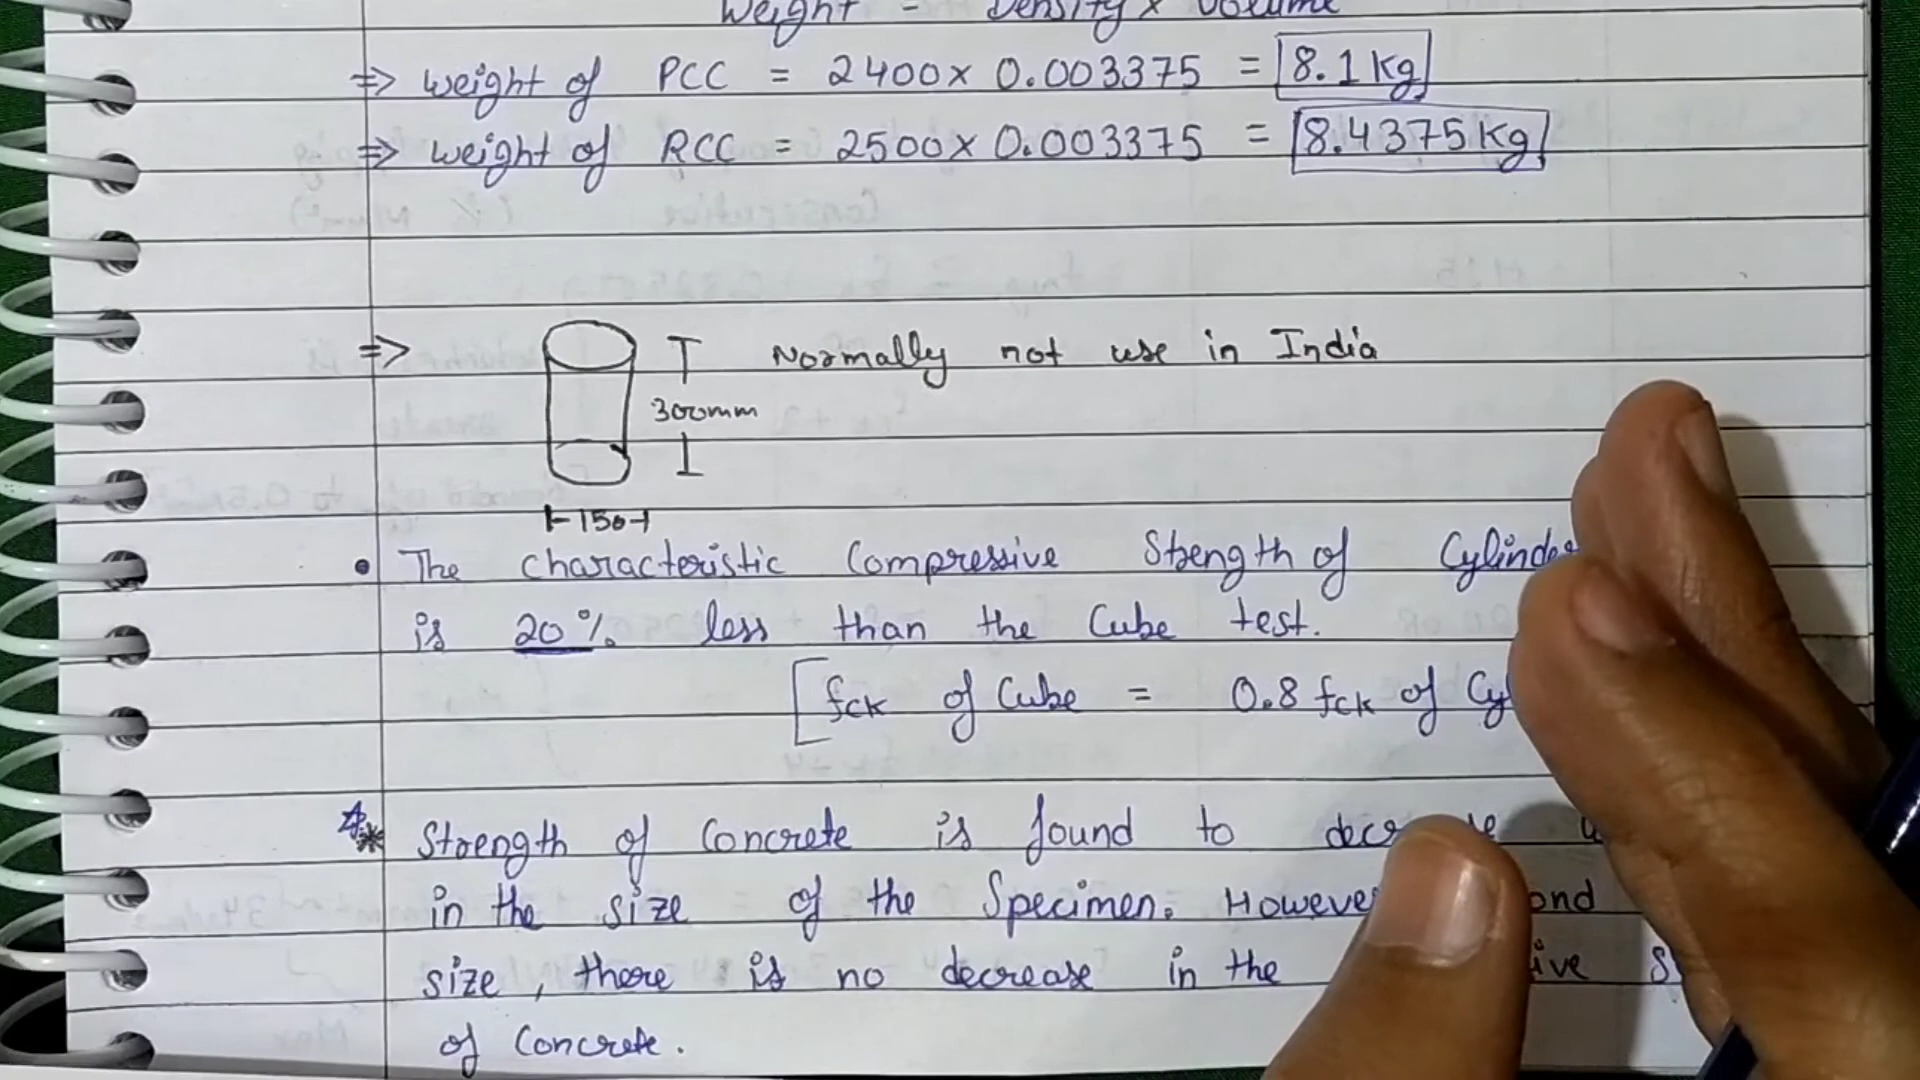 Weight = Density x Volume
=> weight of PCC = 2400 x 0.003375 = 8.1 kg
=> weight of RCC = 2500 x 0.003375 = 8.4375 Kg
=> Normally not use in India
300mm
150
• The characteristic Compressive Strength of
is 20% less than the Cube test.
[fck of Cube = 0.8 fck of
** Strength of Concrete is found to
in the size of the Specimen.
size, there is no decrease in the
of Concrete.